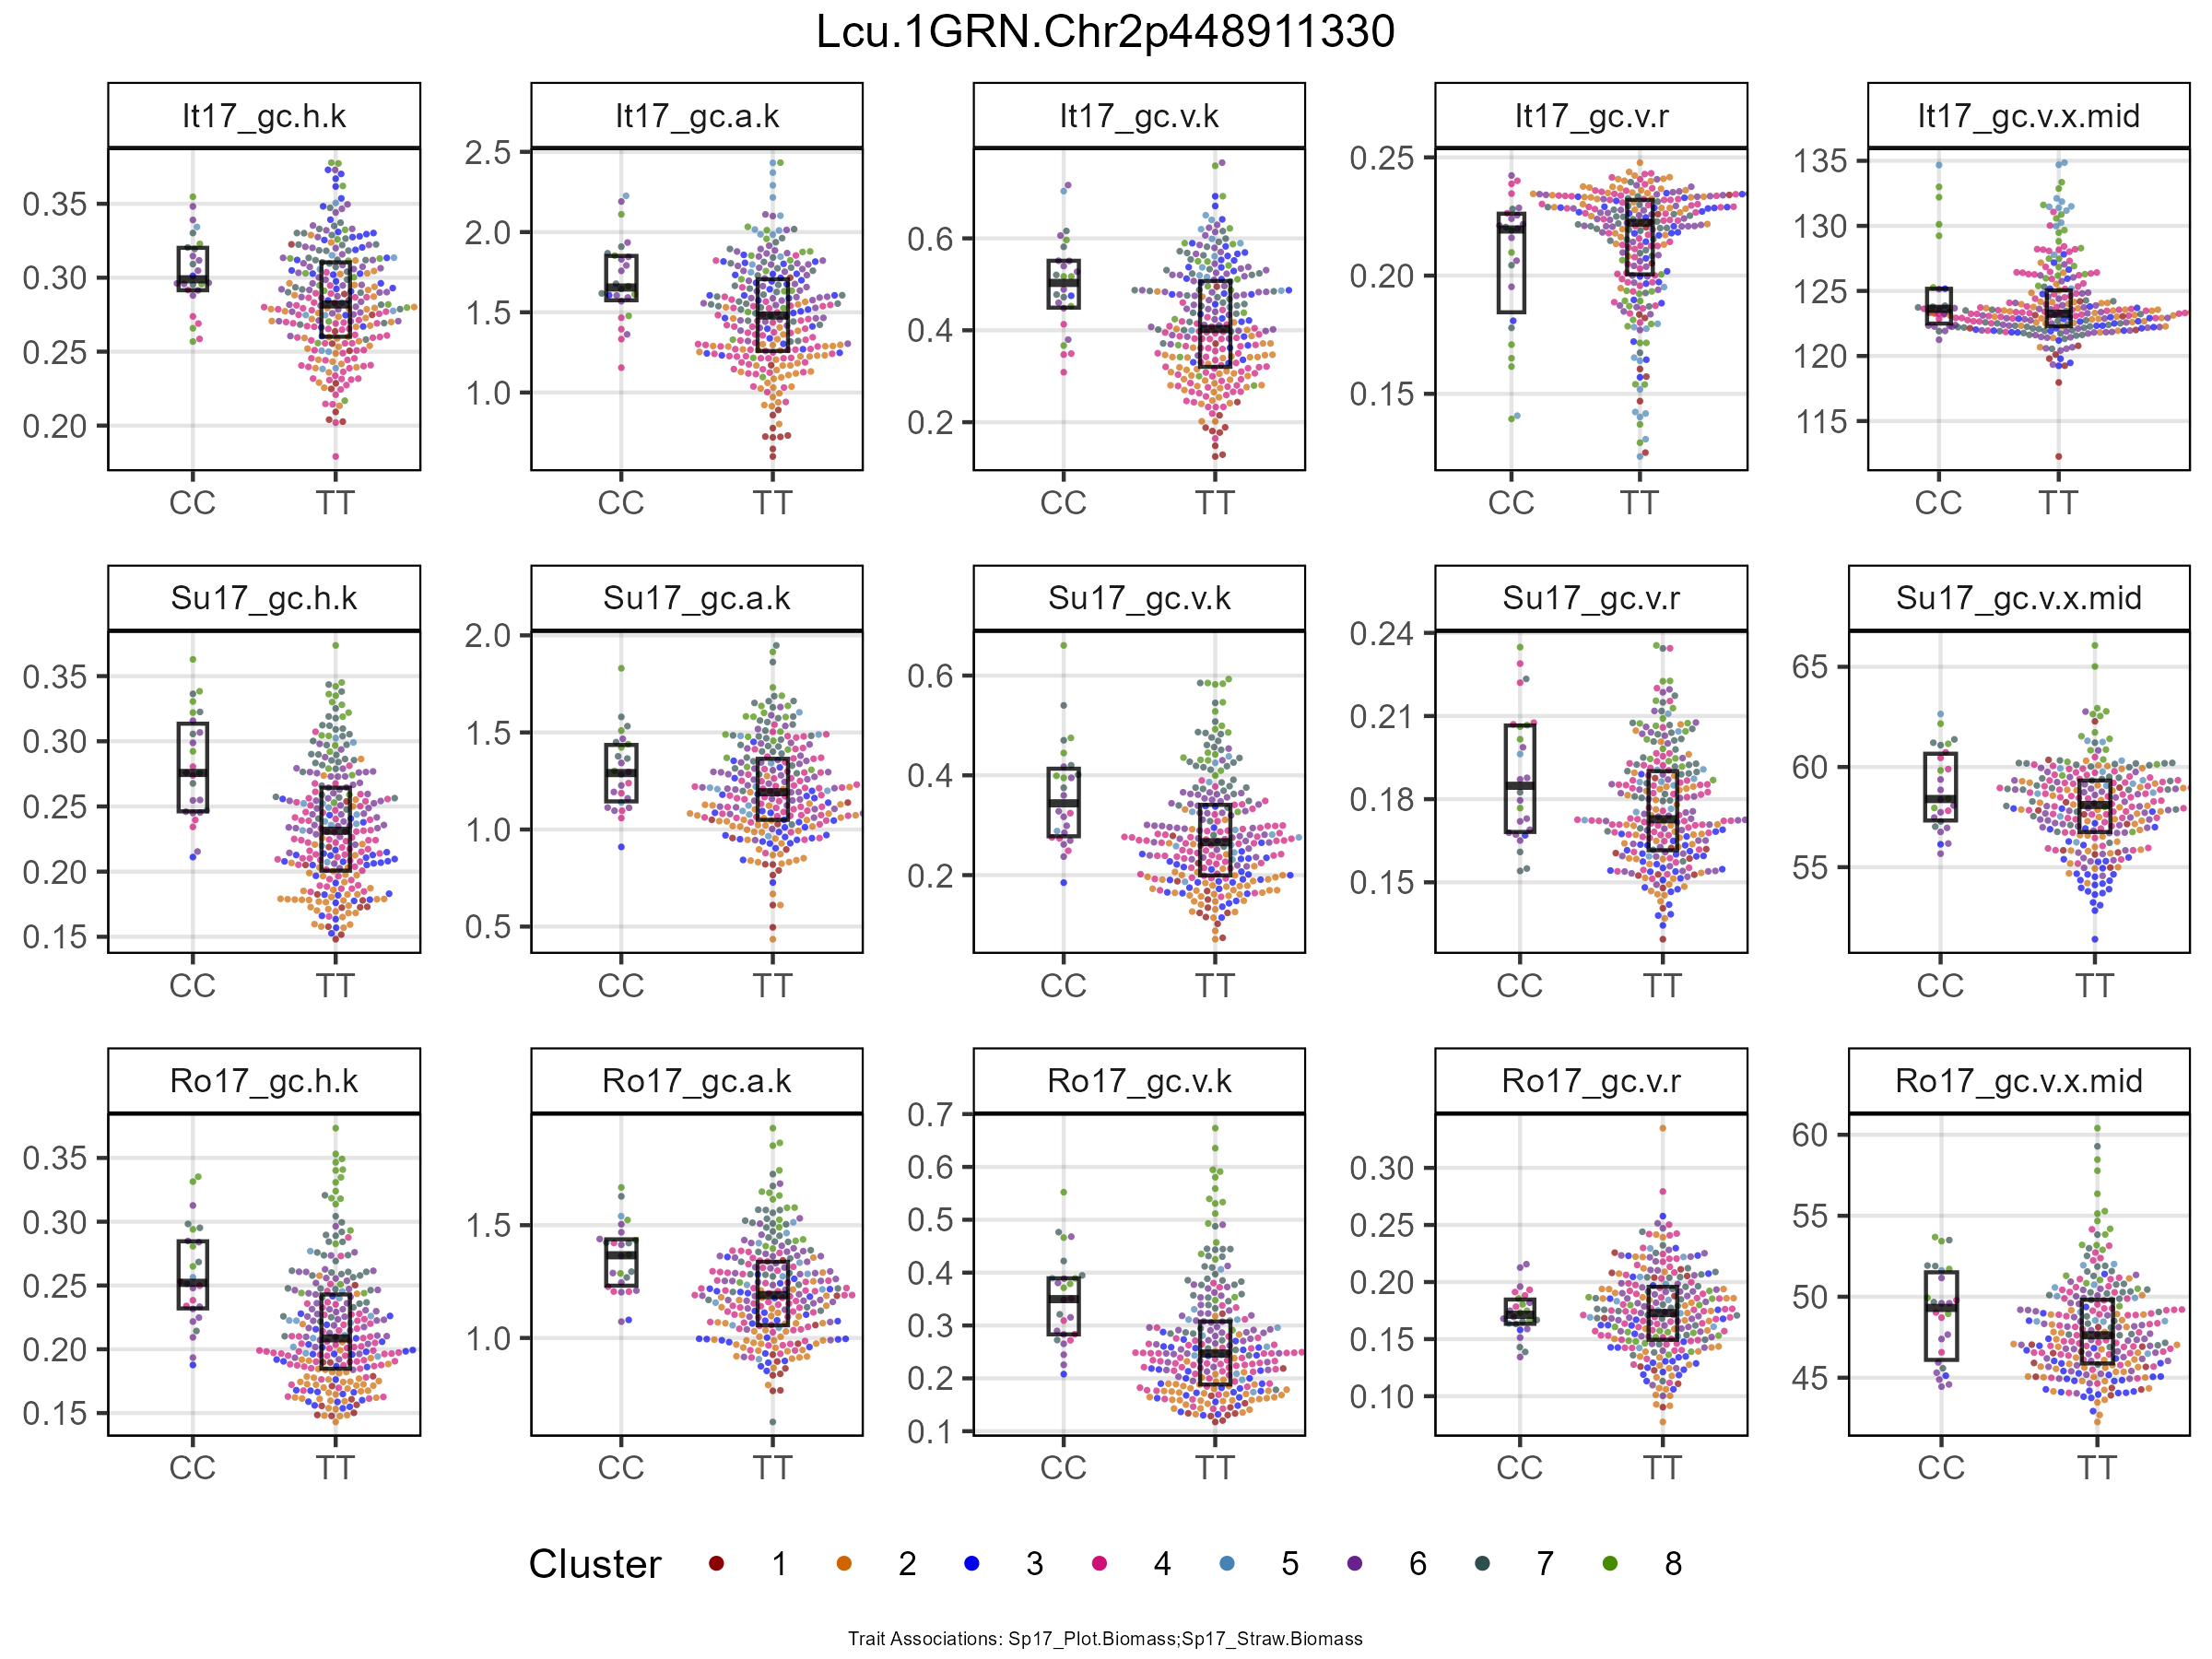 Lcu.1GRN.Chr2p448911330
It17_gc.h.k It17_gc.a.k It17_gc.v.k It17_gc.v.r It17_gc.v.x.mid
0.35 0.30 0.25 0.20
2.5 2.0 1.5 1.0
0.6 0.4 0.2
0.25 0.20 0.15
135 130 125 120 115
CC TT CC TT CC TT CC TT CC TT
Su17_gc.h.k Su17_gc.a.k Su17_gc.v.k Su17_gc.v.r Su17_gc.v.x.mid
0.35 0.30 0.25 0.20 0.15
2.0 1.5 1.0 0.5
0.6 0.4 0.2
0.24 0.21 0.18 0.15
65 60 55
CC TT CC TT CC TT CC TT CC TT
Ro17_gc.h.k Ro17_gc.a.k Ro17_gc.v.k Ro17_gc.v.r Ro17_gc.v.x.mid
0.35 0.30 0.25 0.20 0.15
1.5 1.0
0.7 0.6 0.5 0.4 0.3 0.2 0.1
0.30 0.25 0.20 0.15 0.10
60 55 50 45
CC TT CC TT CC TT CC TT CC TT
Cluster 1 2 3 4 5 6 7 8
Trait Associations: Sp17_Plot.Biomass;Sp17_Straw.Biomass